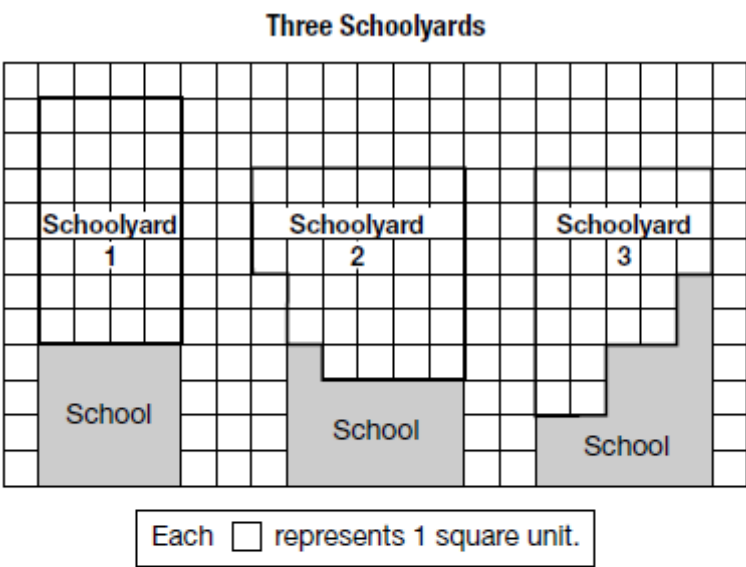 Three Schoolyards
Schoolyard
1
Schoolyard
2
Schoolyard
3
School
School
School
Each represents 1 square unit.